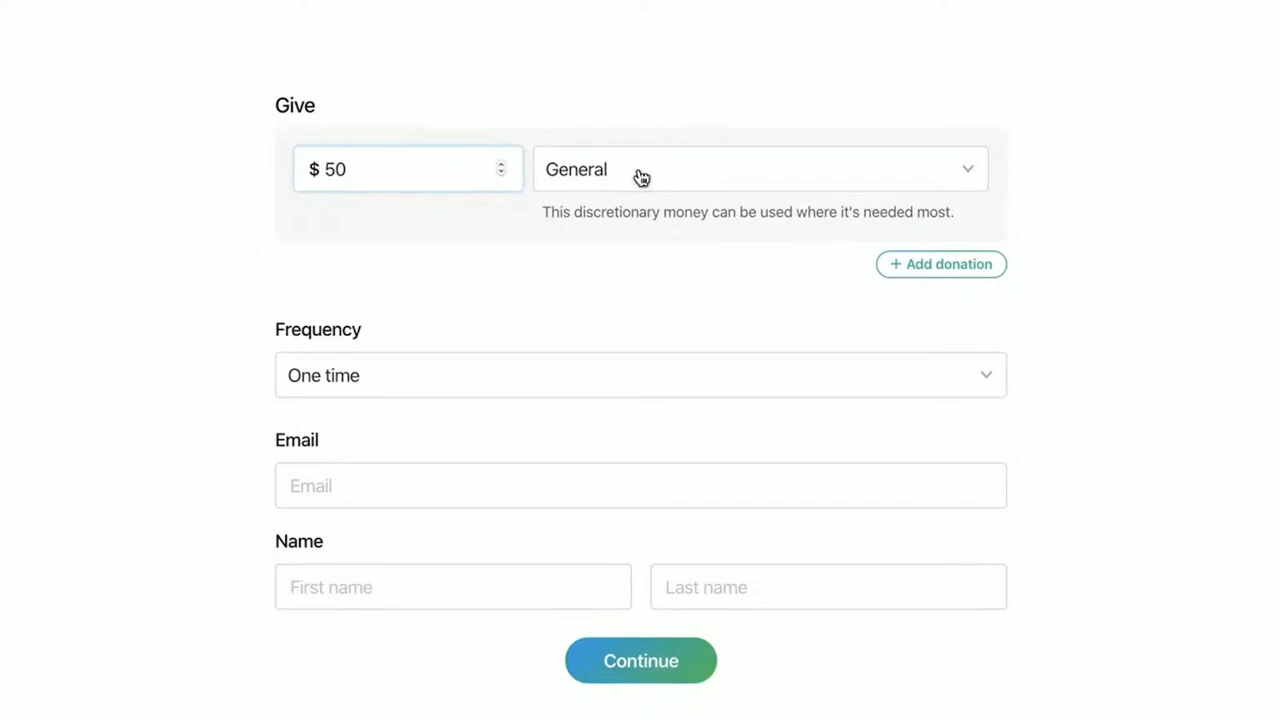 Give
$ 50
General
This discretionary money can be used where it's needed most.
+ Add donation
Frequency
One time
Email
Email
Name
First name
Last name
Continue